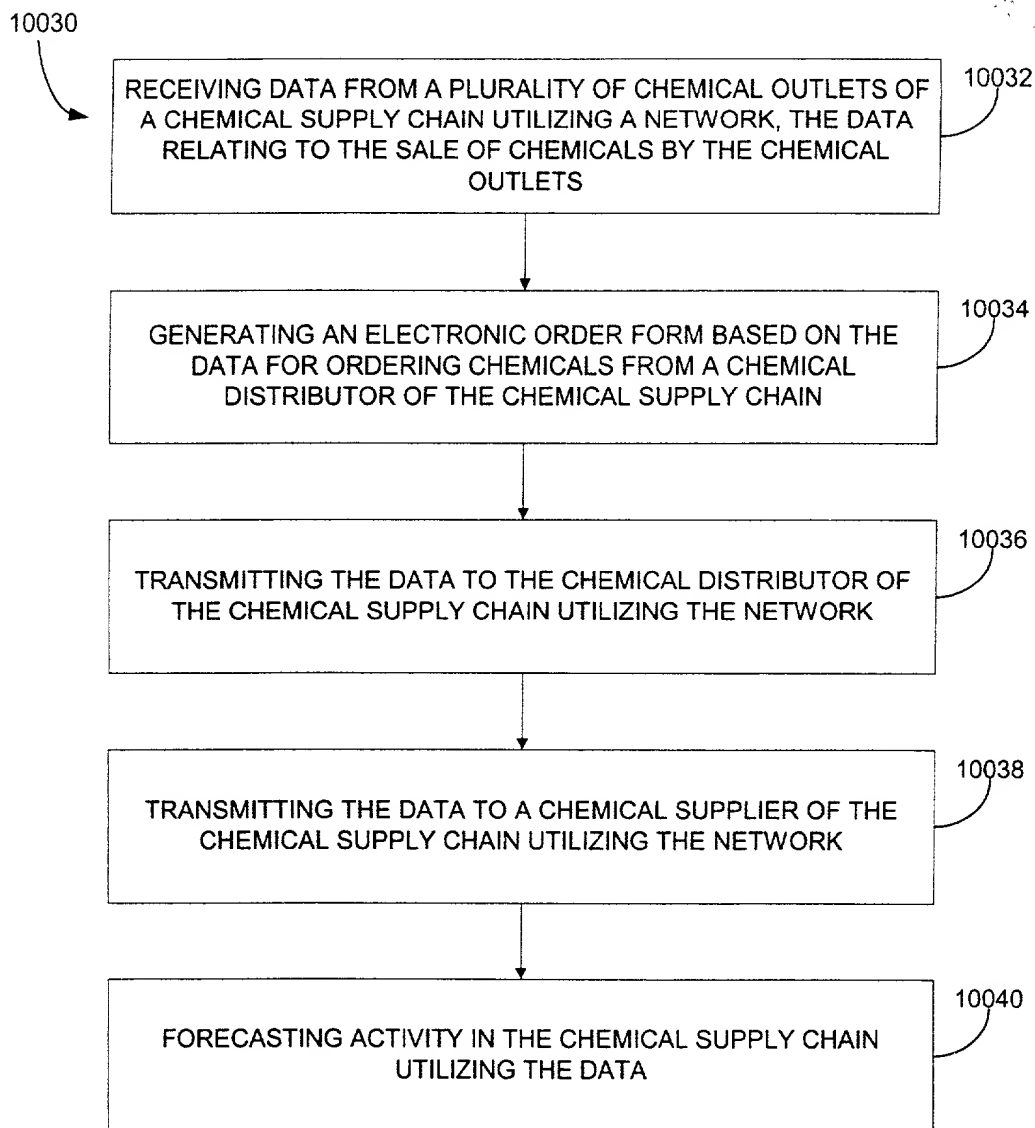 10030
RECEIVING DATA FROM A PLURALITY OF CHEMICAL OUTLETS OF
A CHEMICAL SUPPLY CHAIN UTILIZING A NETWORK, THE DATA
RELATING TO THE SALE OF CHEMICALS BY THE CHEMICAL
OUTLETS
10032
GENERATING AN ELECTRONIC ORDER FORM BASED ON THE
DATA FOR ORDERING CHEMICALS FROM A CHEMICAL
DISTRIBUTOR OF THE CHEMICAL SUPPLY CHAIN
10034
TRANSMITTING THE DATA TO THE CHEMICAL DISTRIBUTOR OF
THE CHEMICAL SUPPLY CHAIN UTILIZING THE NETWORK
10036
TRANSMITTING THE DATA TO A CHEMICAL SUPPLIER OF THE
CHEMICAL SUPPLY CHAIN UTILIZING THE NETWORK
10038
FORECASTING ACTIVITY IN THE CHEMICAL SUPPLY CHAIN
UTILIZING THE DATA
10040